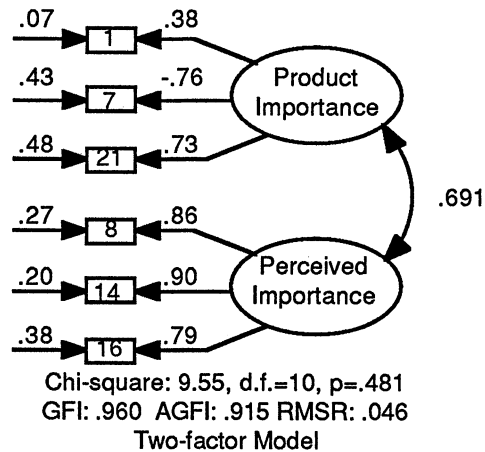 .07 1 .38
.43 7 -.76
.48 21 .73
Product
Importance
.691
.27 8 .86
.20 14 .90
.38 16 .79
Perceived
Importance
Chi-square: 9.55, d.f.=10, p=.481
GFI: .960 AGFI: .915 RMSR: .046
Two-factor Model